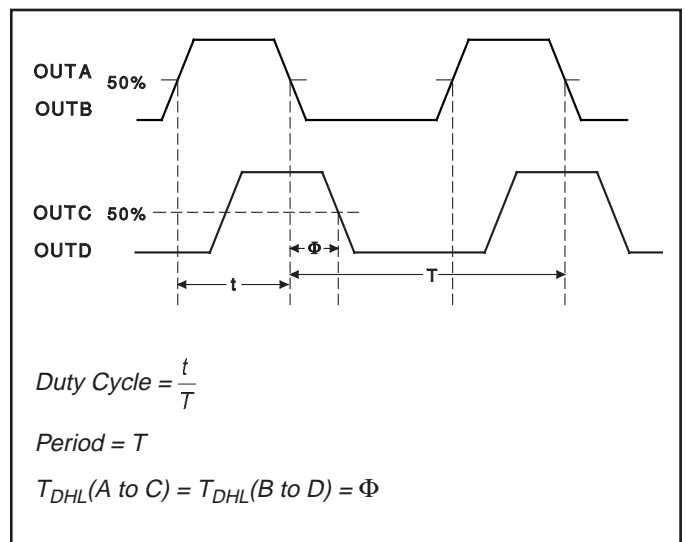 OUTA 50%
OUTB
OUTC 50%
OUTD
Φ
t
T
Duty Cycle = t/T
Period = T
T_DHL(A to C) = T_DHL(B to D) = Φ